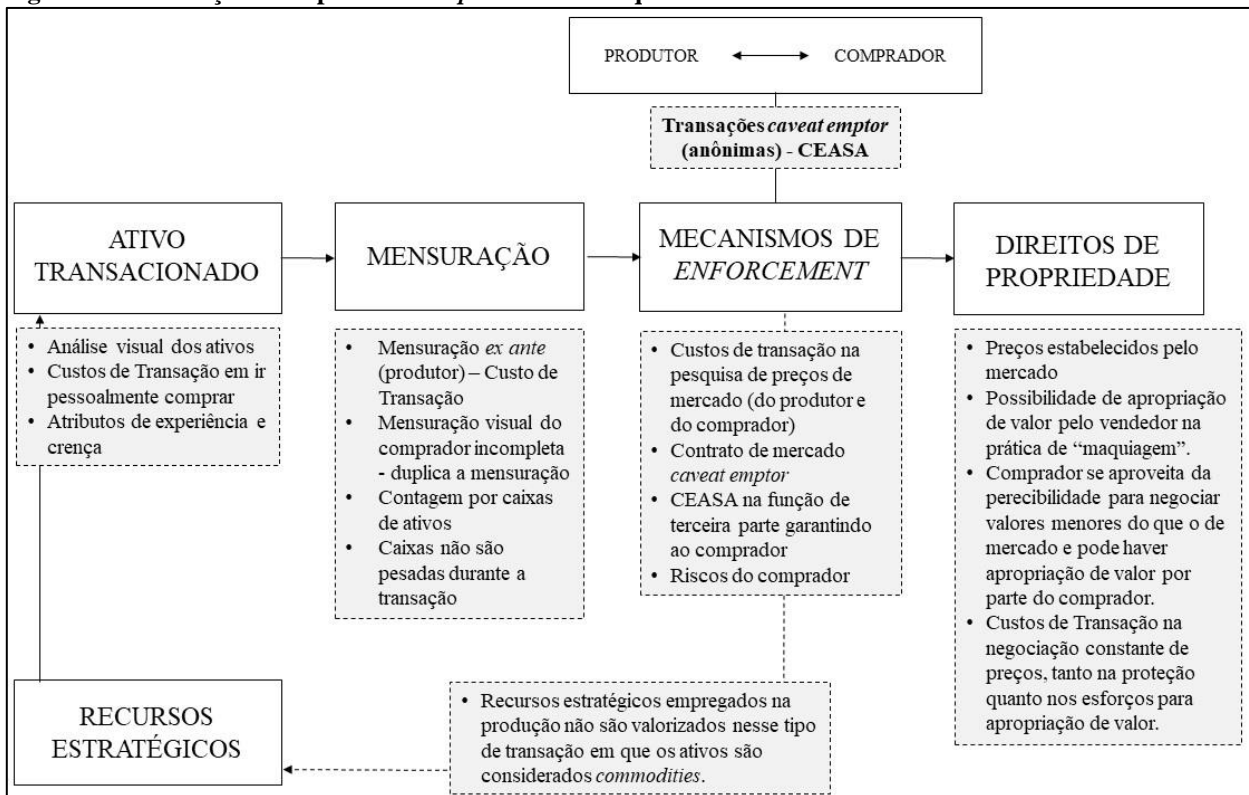 PRODUTOR COMPRADOR
Transações caveat emptor
(anônimas) - CEASA
ATIVO
TRANSACIONADO
• Análise visual dos ativos
• Custos de Transação em ir
pessoalmente comprar
• Atributos de experiência e
crença
MENSURAÇÃO
• Mensuração ex ante
(produtor) – Custo de
Transação
• Mensuração visual do
comprador incompleta
- duplica a mensuração
• Contagem por caixas
de ativos
• Caixas não são
pesadas durante a
transação
MECANISMOS DE
ENFORCEMENT
• Custos de transação na
pesquisa de preços de
mercado (do produtor e
do comprador)
• Contrato de mercado
caveat emptor
• CEASA na função de
terceira parte garantindo
ao comprador
• Riscos do comprador
DIREITOS DE
PROPRIEDADE
• Preços estabelecidos pelo
mercado
• Possibilidade de apropriação
de valor pelo vendedor na
prática de “maquiagem”.
• Comprador se aproveita da
perecibilidade para negociar
valores menores do que o de
mercado e pode haver
apropriação de valor por
parte do comprador.
• Custos de Transação na
negociação constante de
preços, tanto na proteção
quanto nos esforços para
apropriação de valor.
RECURSOS
ESTRATÉGICOS
• Recursos estratégicos empregados na
produção não são valorizados nesse tipo
de transação em que os ativos são
considerados commodities.